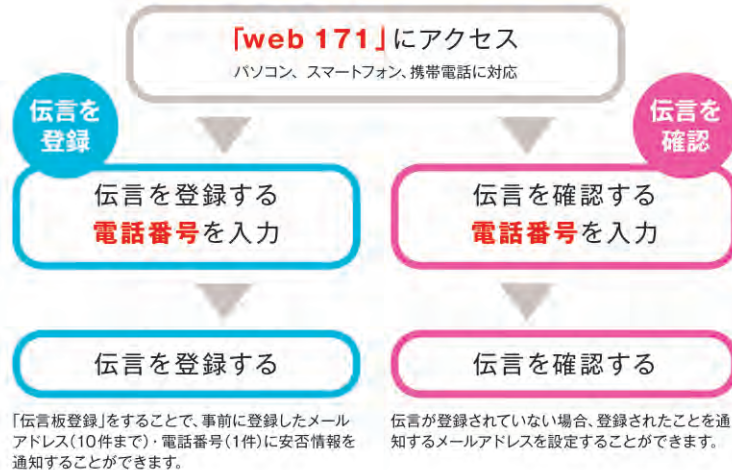 「web 171」にアクセス
パソコン、スマートフォン、携帯電話に対応
伝言を
登録
伝言を登録する
電話番号を入力
伝言を登録する
「伝言板登録」をすることで、事前に登録したメール
アドレス(10件まで)・電話番号(1件)に安否情報を
通知することができます。
伝言を
確認
伝言を確認する
電話番号を入力
伝言を確認する
伝言が登録されていない場合、登録されたことを通
知するメールアドレスを設定することができます。